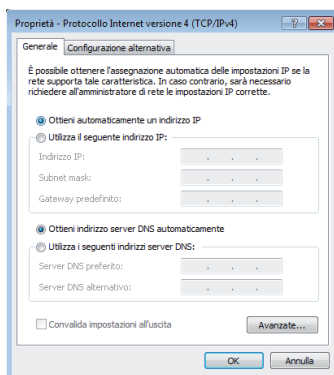 Proprietà - Protocollo Internet versione 4 (TCP/IPv4)
Generale Configurazione alternativa
È possibile ottenere l'assegnazione automatica delle impostazioni IP se la
rete supporta tale caratteristica. In caso contrario, sarà necessario
richiedere all'amministratore di rete le impostazioni IP corrette.
Ottieni automaticamente un indirizzo IP
Utilizza il seguente indirizzo IP:
Indirizzo IP:
Subnet mask:
Gateway predefinito:
Ottieni indirizzo server DNS automaticamente
Utilizza i seguenti indirizzi server DNS:
Server DNS preferito:
Server DNS alternativo:
Convalida impostazioni all'uscita
Avanzate...
OK Annulla